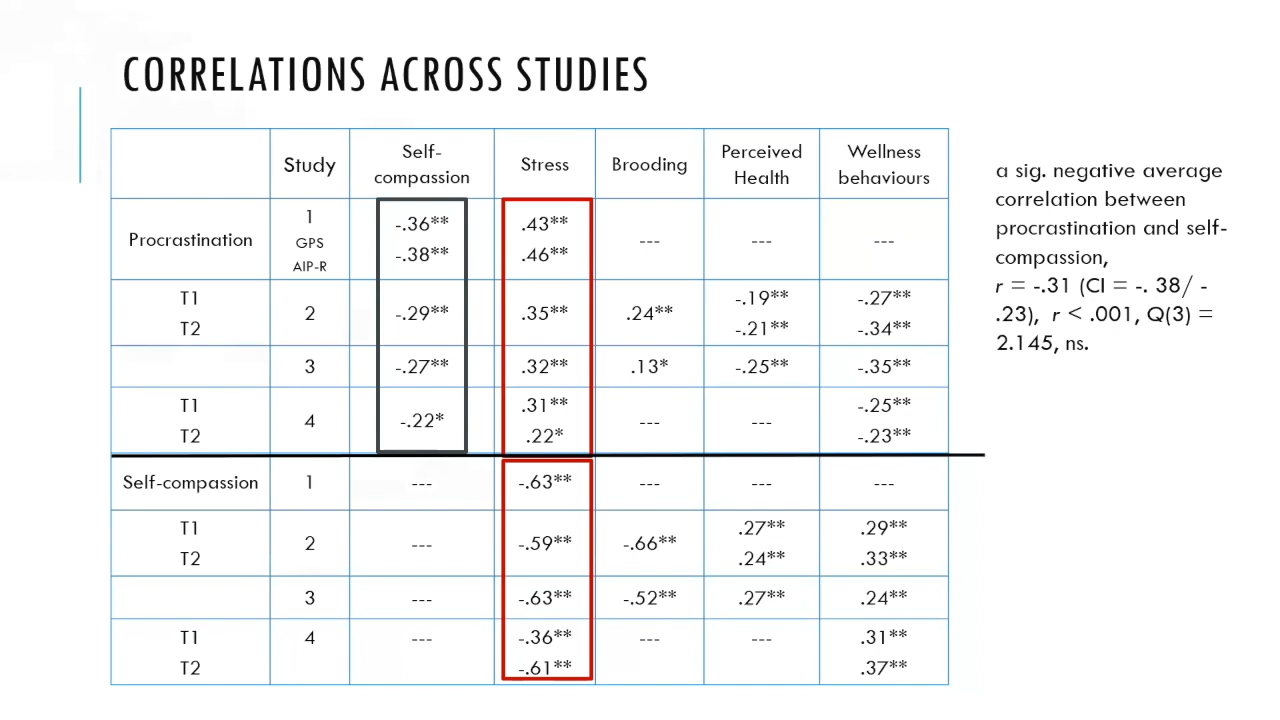 CORRELATIONS ACROSS STUDIES
Study Self-compassion Stress Brooding Perceived Health Wellness behaviours
Procrastination 1 GPS AIP-R -.36** -.38** .43** .46** --- --- ---
T1 T2 2 -.29** .35** .24** -.19** -.21** -.27** -.34**
3 -.27** .32** .13* -.25** -.35**
T1 T2 4 -.22* .31** .22* --- --- -.25** -.23**
Self-compassion 1 --- -.63** --- --- ---
T1 T2 2 --- -.59** -.66** .27** .24** .29** .33**
3 --- -.63** -.52** .27** .24**
T1 T2 4 --- -.36** -.61** --- --- .31** .37**
a sig. negative average
correlation between
procrastination and self-
compassion,
r = -.31 (CI = -. 38/ -
.23), r < .001, Q(3) =
2.145, ns.